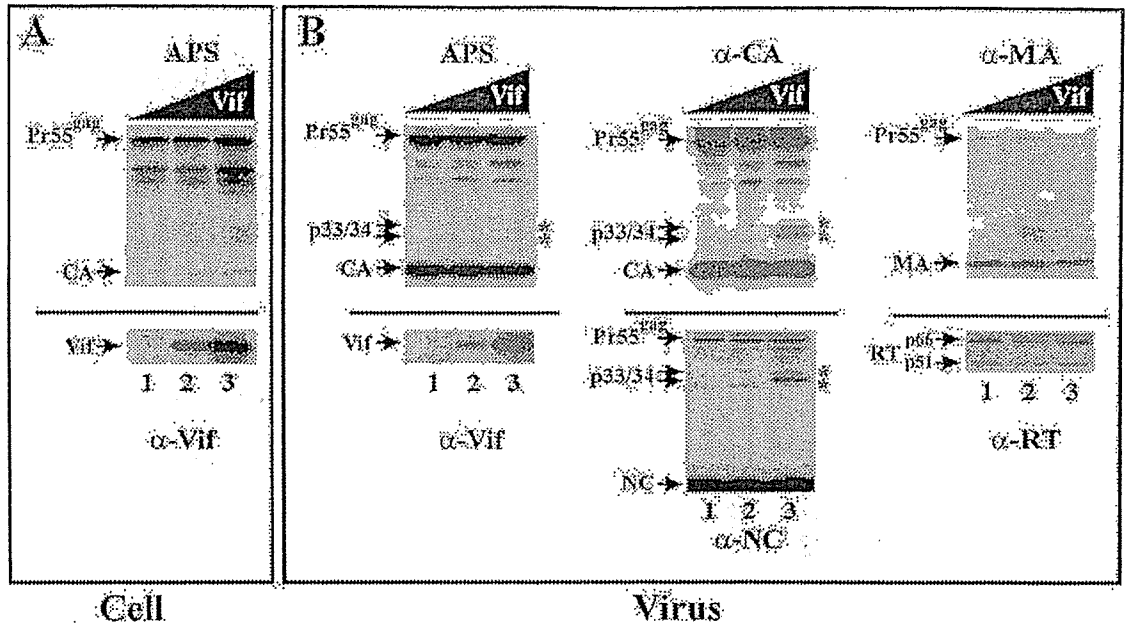 A
APS
Vif
Pr55gag
CA
Vif
1 2 3
α-Vif
Cell
B
APS
Vif
Pr55gag
p33/34
*
*
CA
Vif
1 2 3
α-Vif
α-CA
Vif
Pr55gag
p33/34
*
*
CA
Pr55gag
p33/34
*
*
NC
1 2 3
α-NC
α-MA
Vif
Pr55gag
MA
RT p66
p51
1 2 3
α-RT
Virus